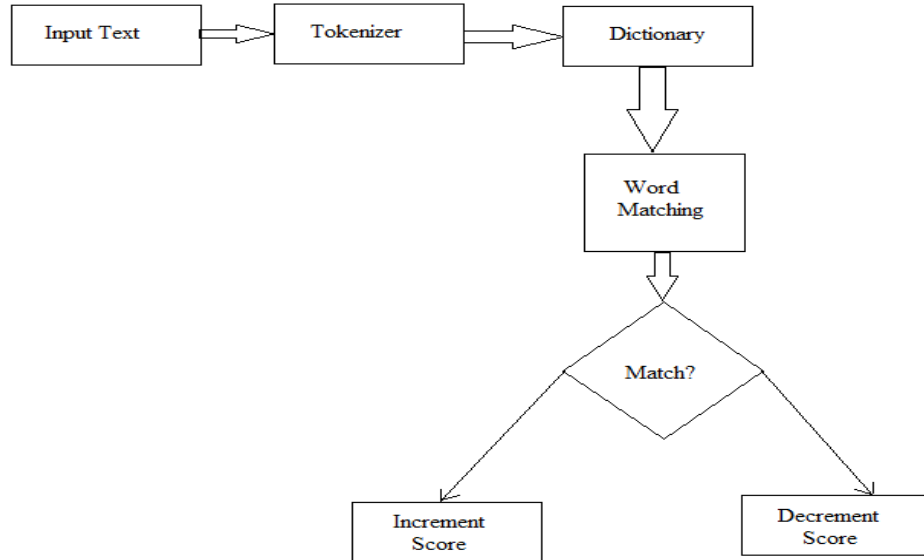 Input Text
Tokenizer
Dictionary
Word
Matching
Match?
Increment
Score
Decrement
Score